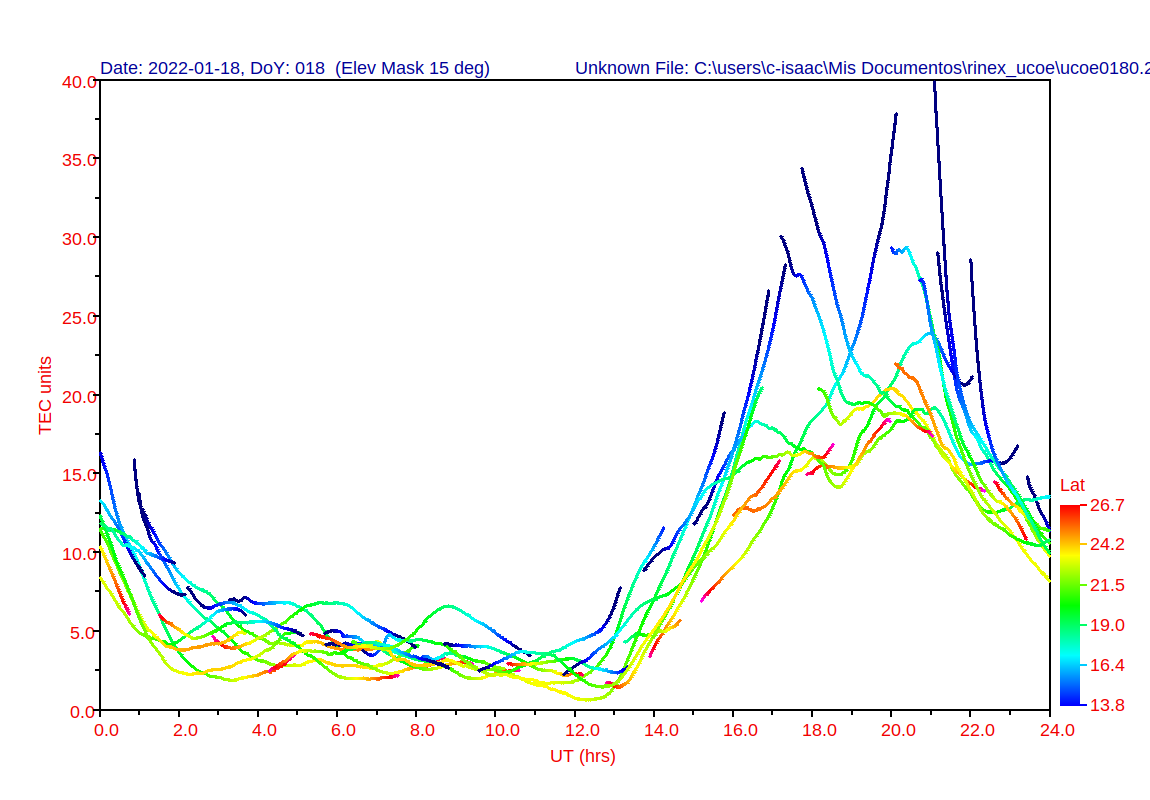 Date: 2022-01-18, DoY: 018  (Elev Mask 15 deg)
Unknown File: C:\users\c-isaac\Mis Documentos\rinex_ucoe\ucoe0180.2
40.0
35.0
30.0
25.0
20.0
15.0
10.0
5.0
0.0
TEC units
0.0 2.0 4.0 6.0 8.0 10.0 12.0 14.0 16.0 18.0 20.0 22.0 24.0
UT (hrs)
Lat
26.7
24.2
21.5
19.0
16.4
13.8